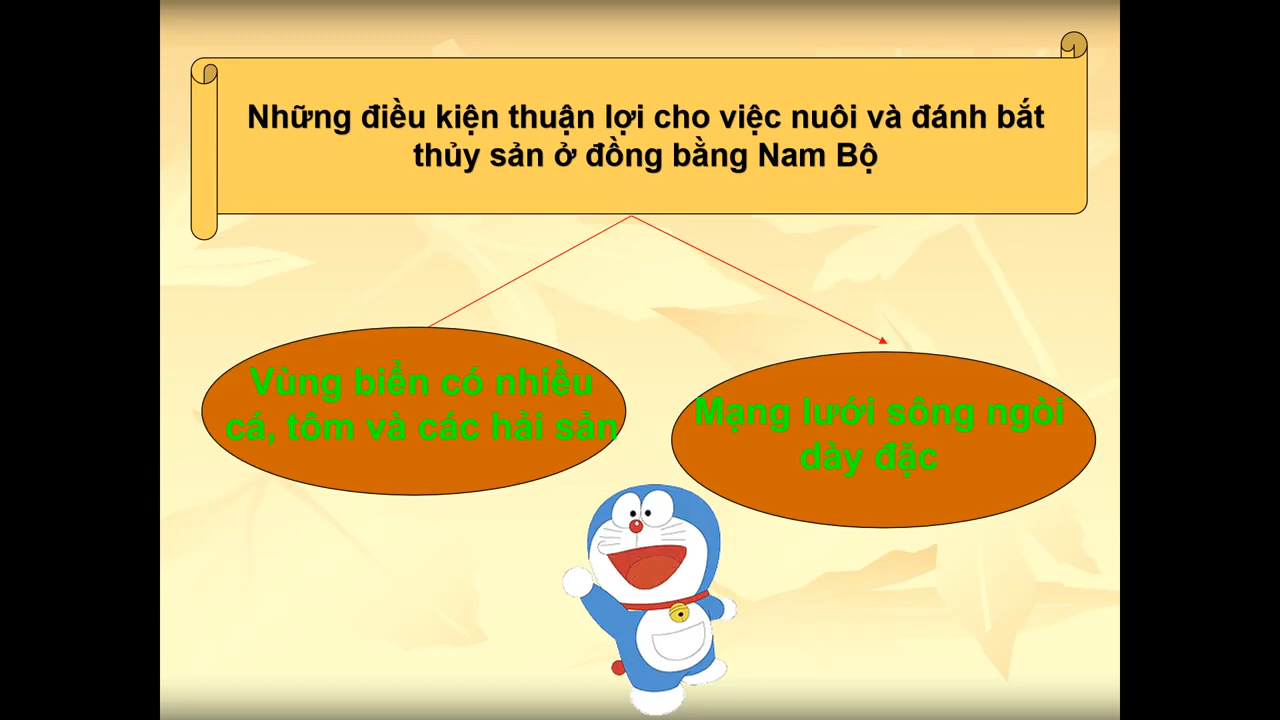 Những điều kiện thuận lợi cho việc nuôi và đánh bắt
thủy sản ở đồng bằng Nam Bộ
Vùng biển có nhiều
cá, tôm và các hải sản
Mạng lưới sông ngòi
dày đặc